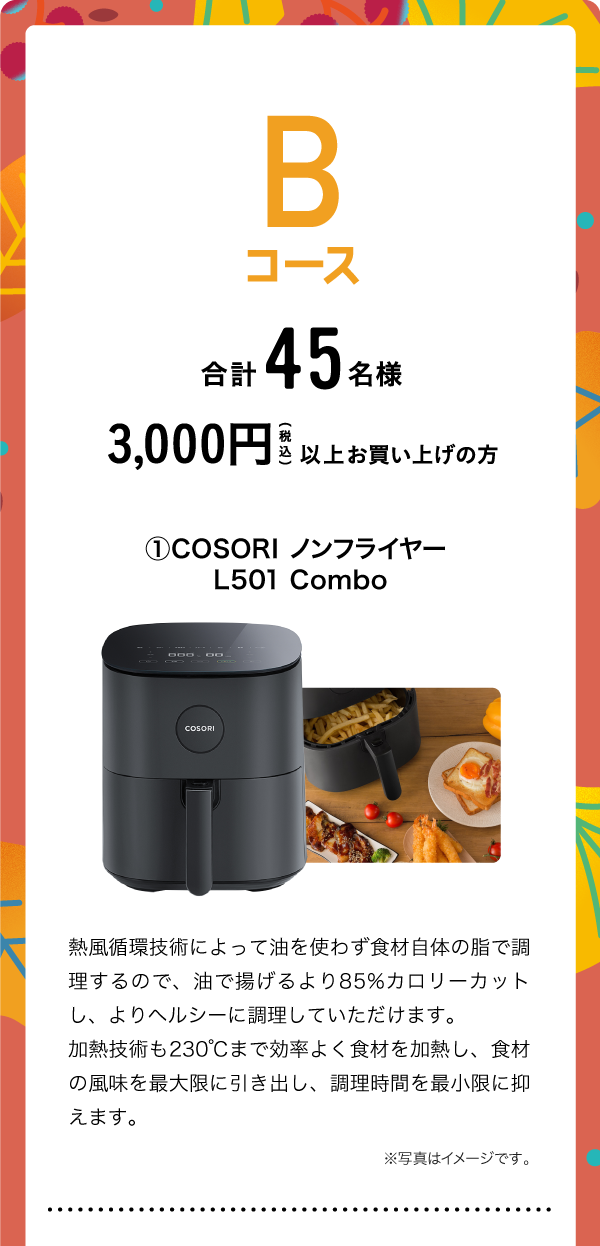 B
コース
合計45名様
3,000円(税込)以上お買い上げの方
①COSORI ノンフライヤー
L501 Combo
COSORI
熱風循環技術によって油を使わず食材自体の脂で調
理するので、油で揚げるより85%カロリーカット
し、よりヘルシーに調理していただけます。
加熱技術も230℃まで効率よく食材を加熱し、食材
の風味を最大限に引き出し、調理時間を最小限に抑
えます。
※写真はイメージです。